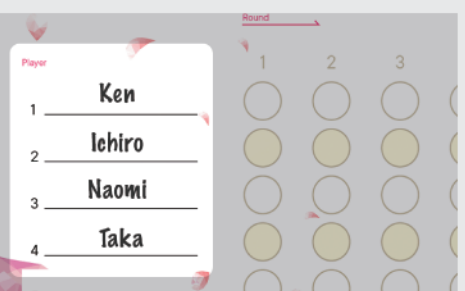 Round
Player
1 2 3
1 Ken
2 Ichiro
3 Naomi
4 Taka